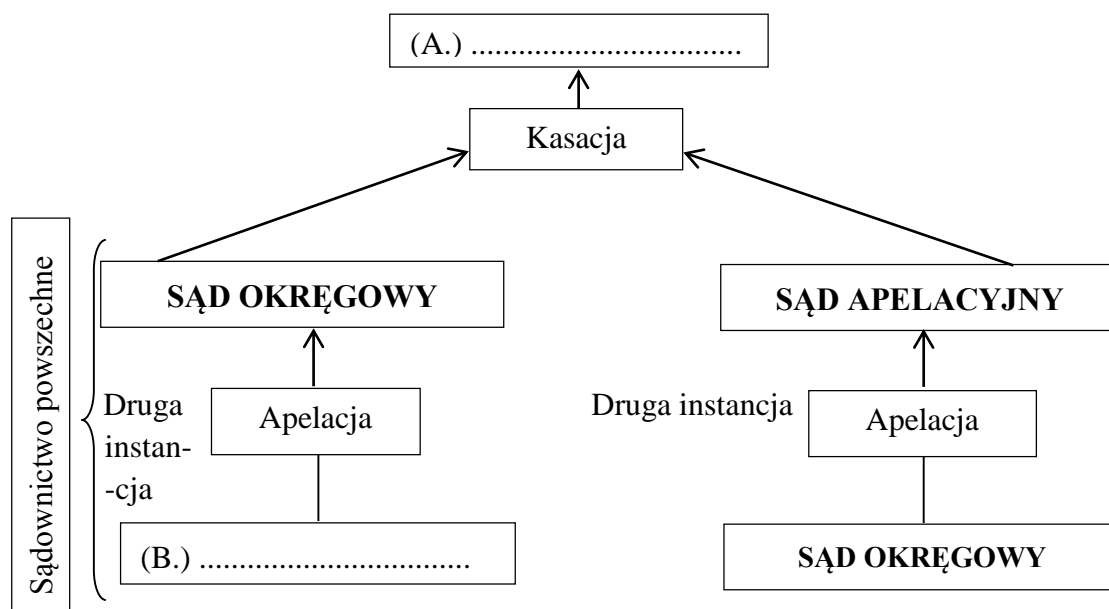 (A.) ..................................
Kasacja
Sądownictwo powszechne
SĄD OKRĘGOWY
SĄD APELACYJNY
Druga
instan-
-cja
Apelacja
Druga instancja
Apelacja
(B.) ..................................
SĄD OKRĘGOWY